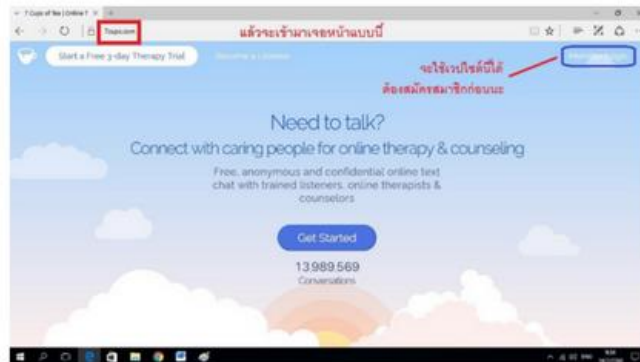 7 Cups of Tea | Online T
7cups.com
แล้วจะเข้ามาเจอหน้าแบบนี้
Start a Free 3-day Therapy Trial
Become a Listener
จะใช้เวปไซต์นี้ได้
ต้องสมัครสมาชิกก่อนนะ
Need to talk?
Connect with caring people for online therapy & counseling
Free, anonymous and confidential online text
chat with trained listeners, online therapists &
counselors
Get Started
13,989,569
Conversations